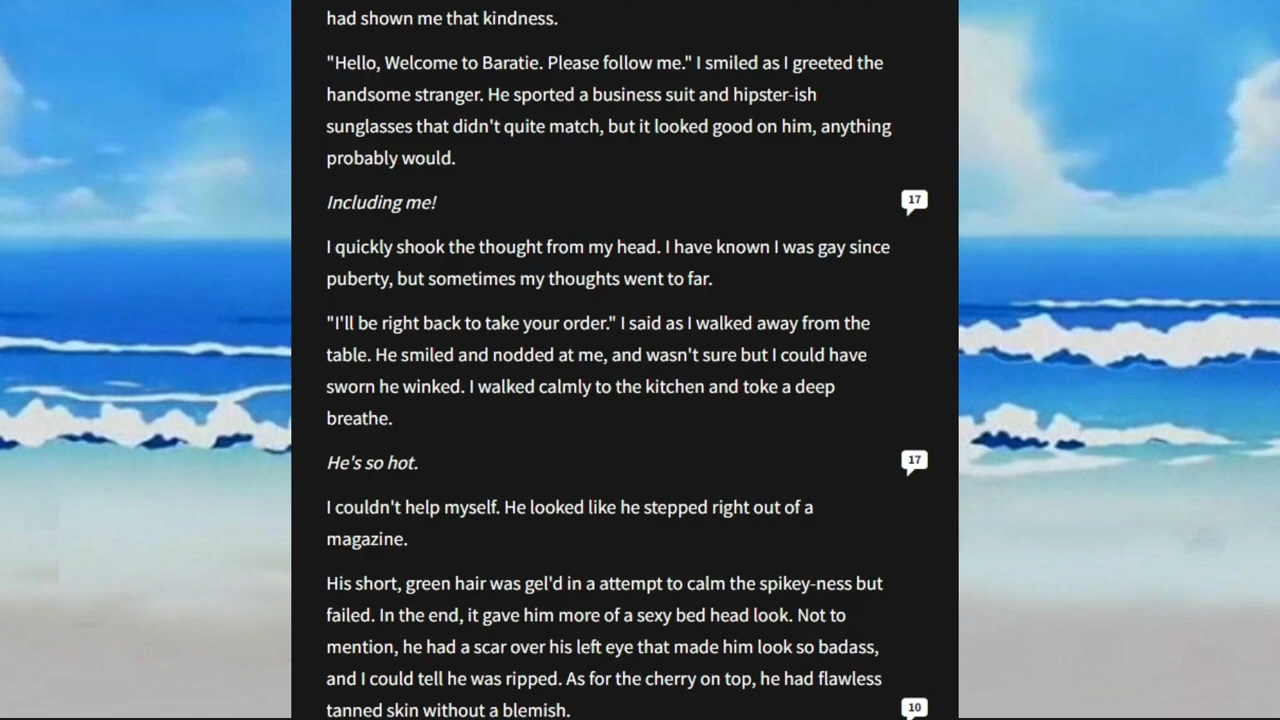 had shown me that kindness.
"Hello, Welcome to Baratie. Please follow me." I smiled as I greeted the
handsome stranger. He sported a business suit and hipster-ish
sunglasses that didn't quite match, but it looked good on him, anything
probably would.
Including me!
17
I quickly shook the thought from my head. I have known I was gay since
puberty, but sometimes my thoughts went to far.
"I'll be right back to take your order." I said as I walked away from the
table. He smiled and nodded at me, and wasn't sure but I could have
sworn he winked. I walked calmly to the kitchen and toke a deep
breathe.
He's so hot.
17
I couldn't help myself. He looked like he stepped right out of a
magazine.
His short, green hair was gel'd in a attempt to calm the spikey-ness but
failed. In the end, it gave him more of a sexy bed head look. Not to
mention, he had a scar over his left eye that made him look so badass,
and I could tell he was ripped. As for the cherry on top, he had flawless
tanned skin without a blemish.
10